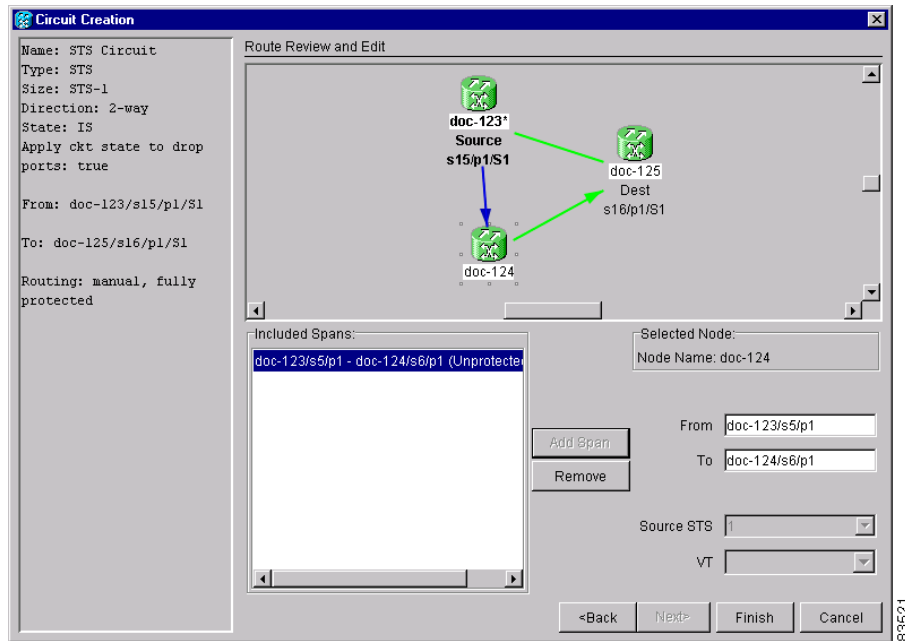 Circuit Creation
Name: STS Circuit
Type: STS
Size: STS-1
Direction: 2-way
State: IS
Apply ckt state to drop
ports: true
From: doc-123/s15/p1/S1
To: doc-125/s16/p1/S1
Routing: manual, fully
protected
Route Review and Edit
doc-123*
Source
s15/p1/S1
doc-125
Dest
s16/p1/S1
doc-124
Included Spans:
doc-123/s5/p1 - doc-124/s6/p1 (Unprotected
Selected Node:
Node Name: doc-124
Add Span
Remove
From doc-123/s5/p1
To doc-124/s6/p1
Source STS 1
VT
<Back
Next>
Finish
Cancel
93521